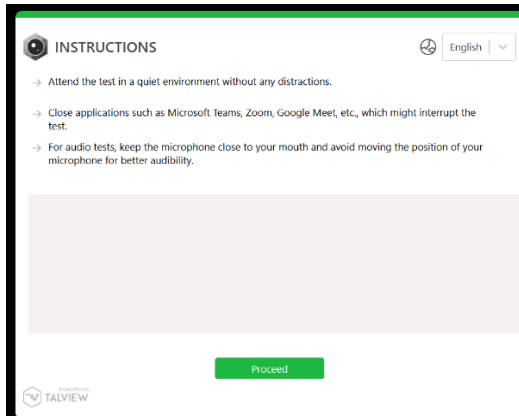 INSTRUCTIONS
English
Attend the test in a quiet environment without any distractions.
Close applications such as Microsoft Teams, Zoom, Google Meet, etc., which might interrupt the
test.
For audio tests, keep the microphone close to your mouth and avoid moving the position of your
microphone for better audibility.
Proceed
POWERED BY
TALVIEW